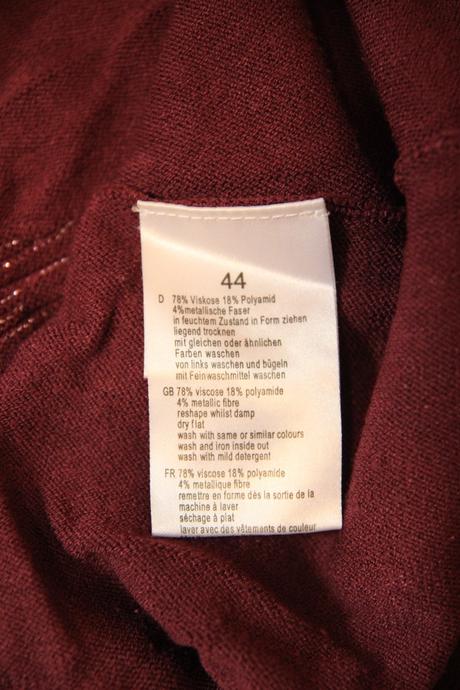 44
D 78% Viskose 18% Polyamid
4%metallische Faser
in feuchtem Zustand in Form ziehen
liegend trocknen
mit gleichen oder ähnlichen
Farben waschen
von links waschen und bügeln
mit Feinwaschmittel waschen
GB 78% viscose 18% polyamide
4% metallic fibre
reshape whilst damp
dry flat
wash with same or similar colours
wash and iron inside out
wash with mild detergent
FR 78% viscose 18% polyamide
4% metallique fibre
remettre en forme dès la sortie de la
machine à laver
séchage à plat
laver avec des vêtements de couleur